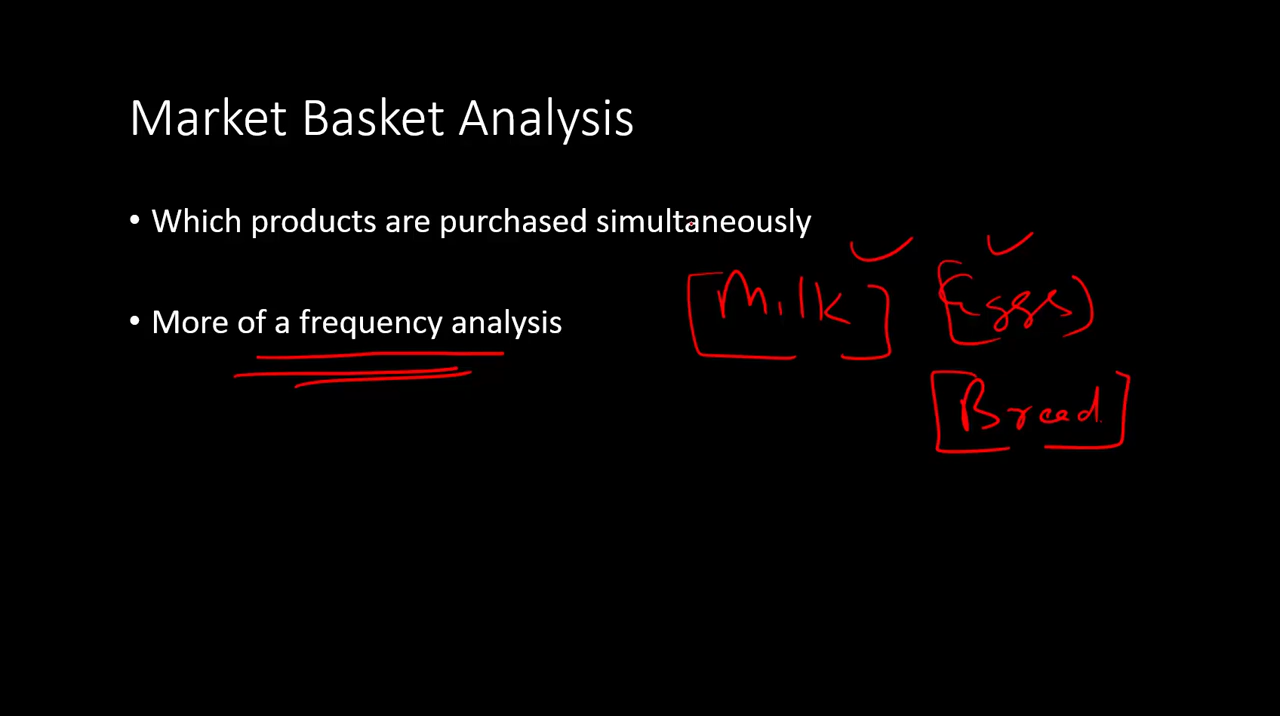 Market Basket Analysis
• Which products are purchased simultaneously
• More of a frequency analysis
[Milk] [Eggs)
[Bread]